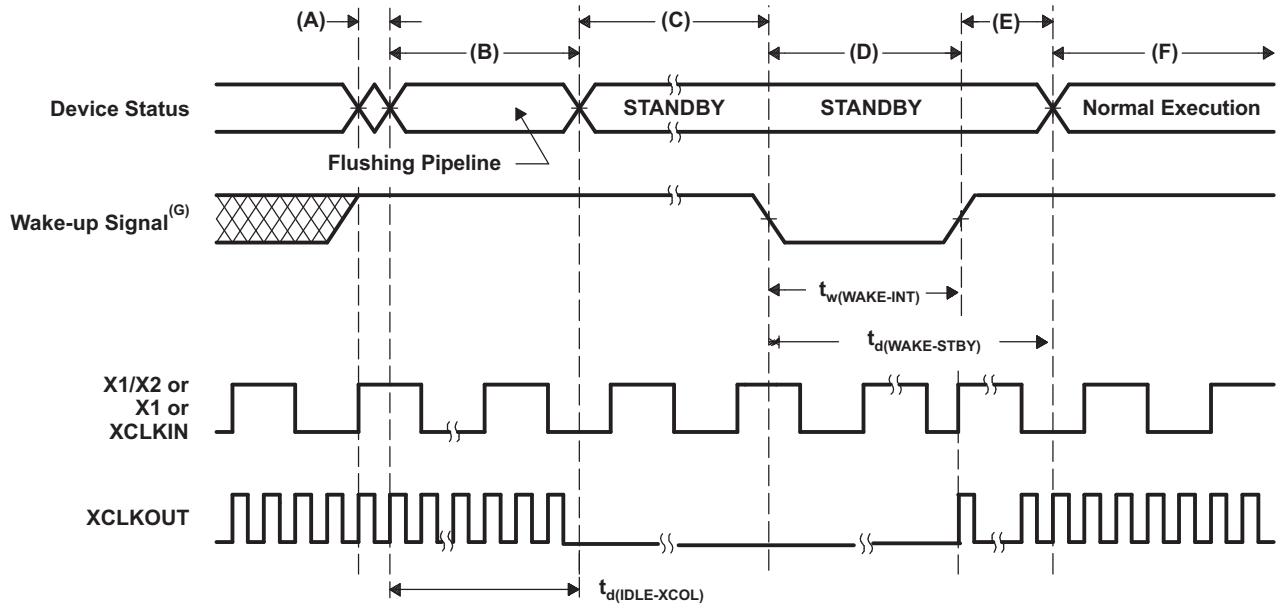 (A)
(C)
(E)
(B)
(D)
(F)
Device Status
STANDBY
STANDBY
Normal Execution
Flushing Pipeline
Wake-up Signal(G)
tw(WAKE-INT)
td(WAKE-STBY)
X1/X2 or
X1 or
XCLKIN
XCLKOUT
td(IDLE-XCOL)